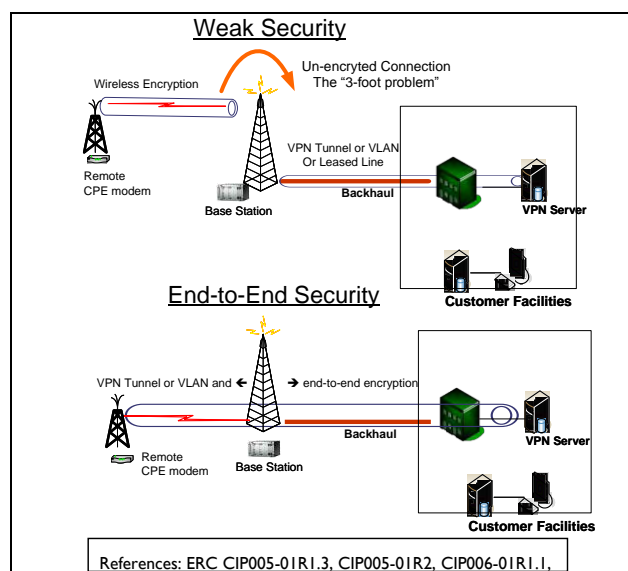 Weak Security
Un-encryted Connection
The “3-foot problem”
Wireless Encryption
VPN Tunnel or VLAN
Or Leased Line
Backhaul
Remote
CPE modem
Base Station
VPN Server
Customer Facilities
End-to-End Security
VPN Tunnel or VLAN and ← → end-to-end encryption
Backhaul
VPN Server
Remote
CPE modem
Base Station
Customer Facilities
References: ERC CIP005-01R1.3, CIP005-01R2, CIP006-01R1.1,